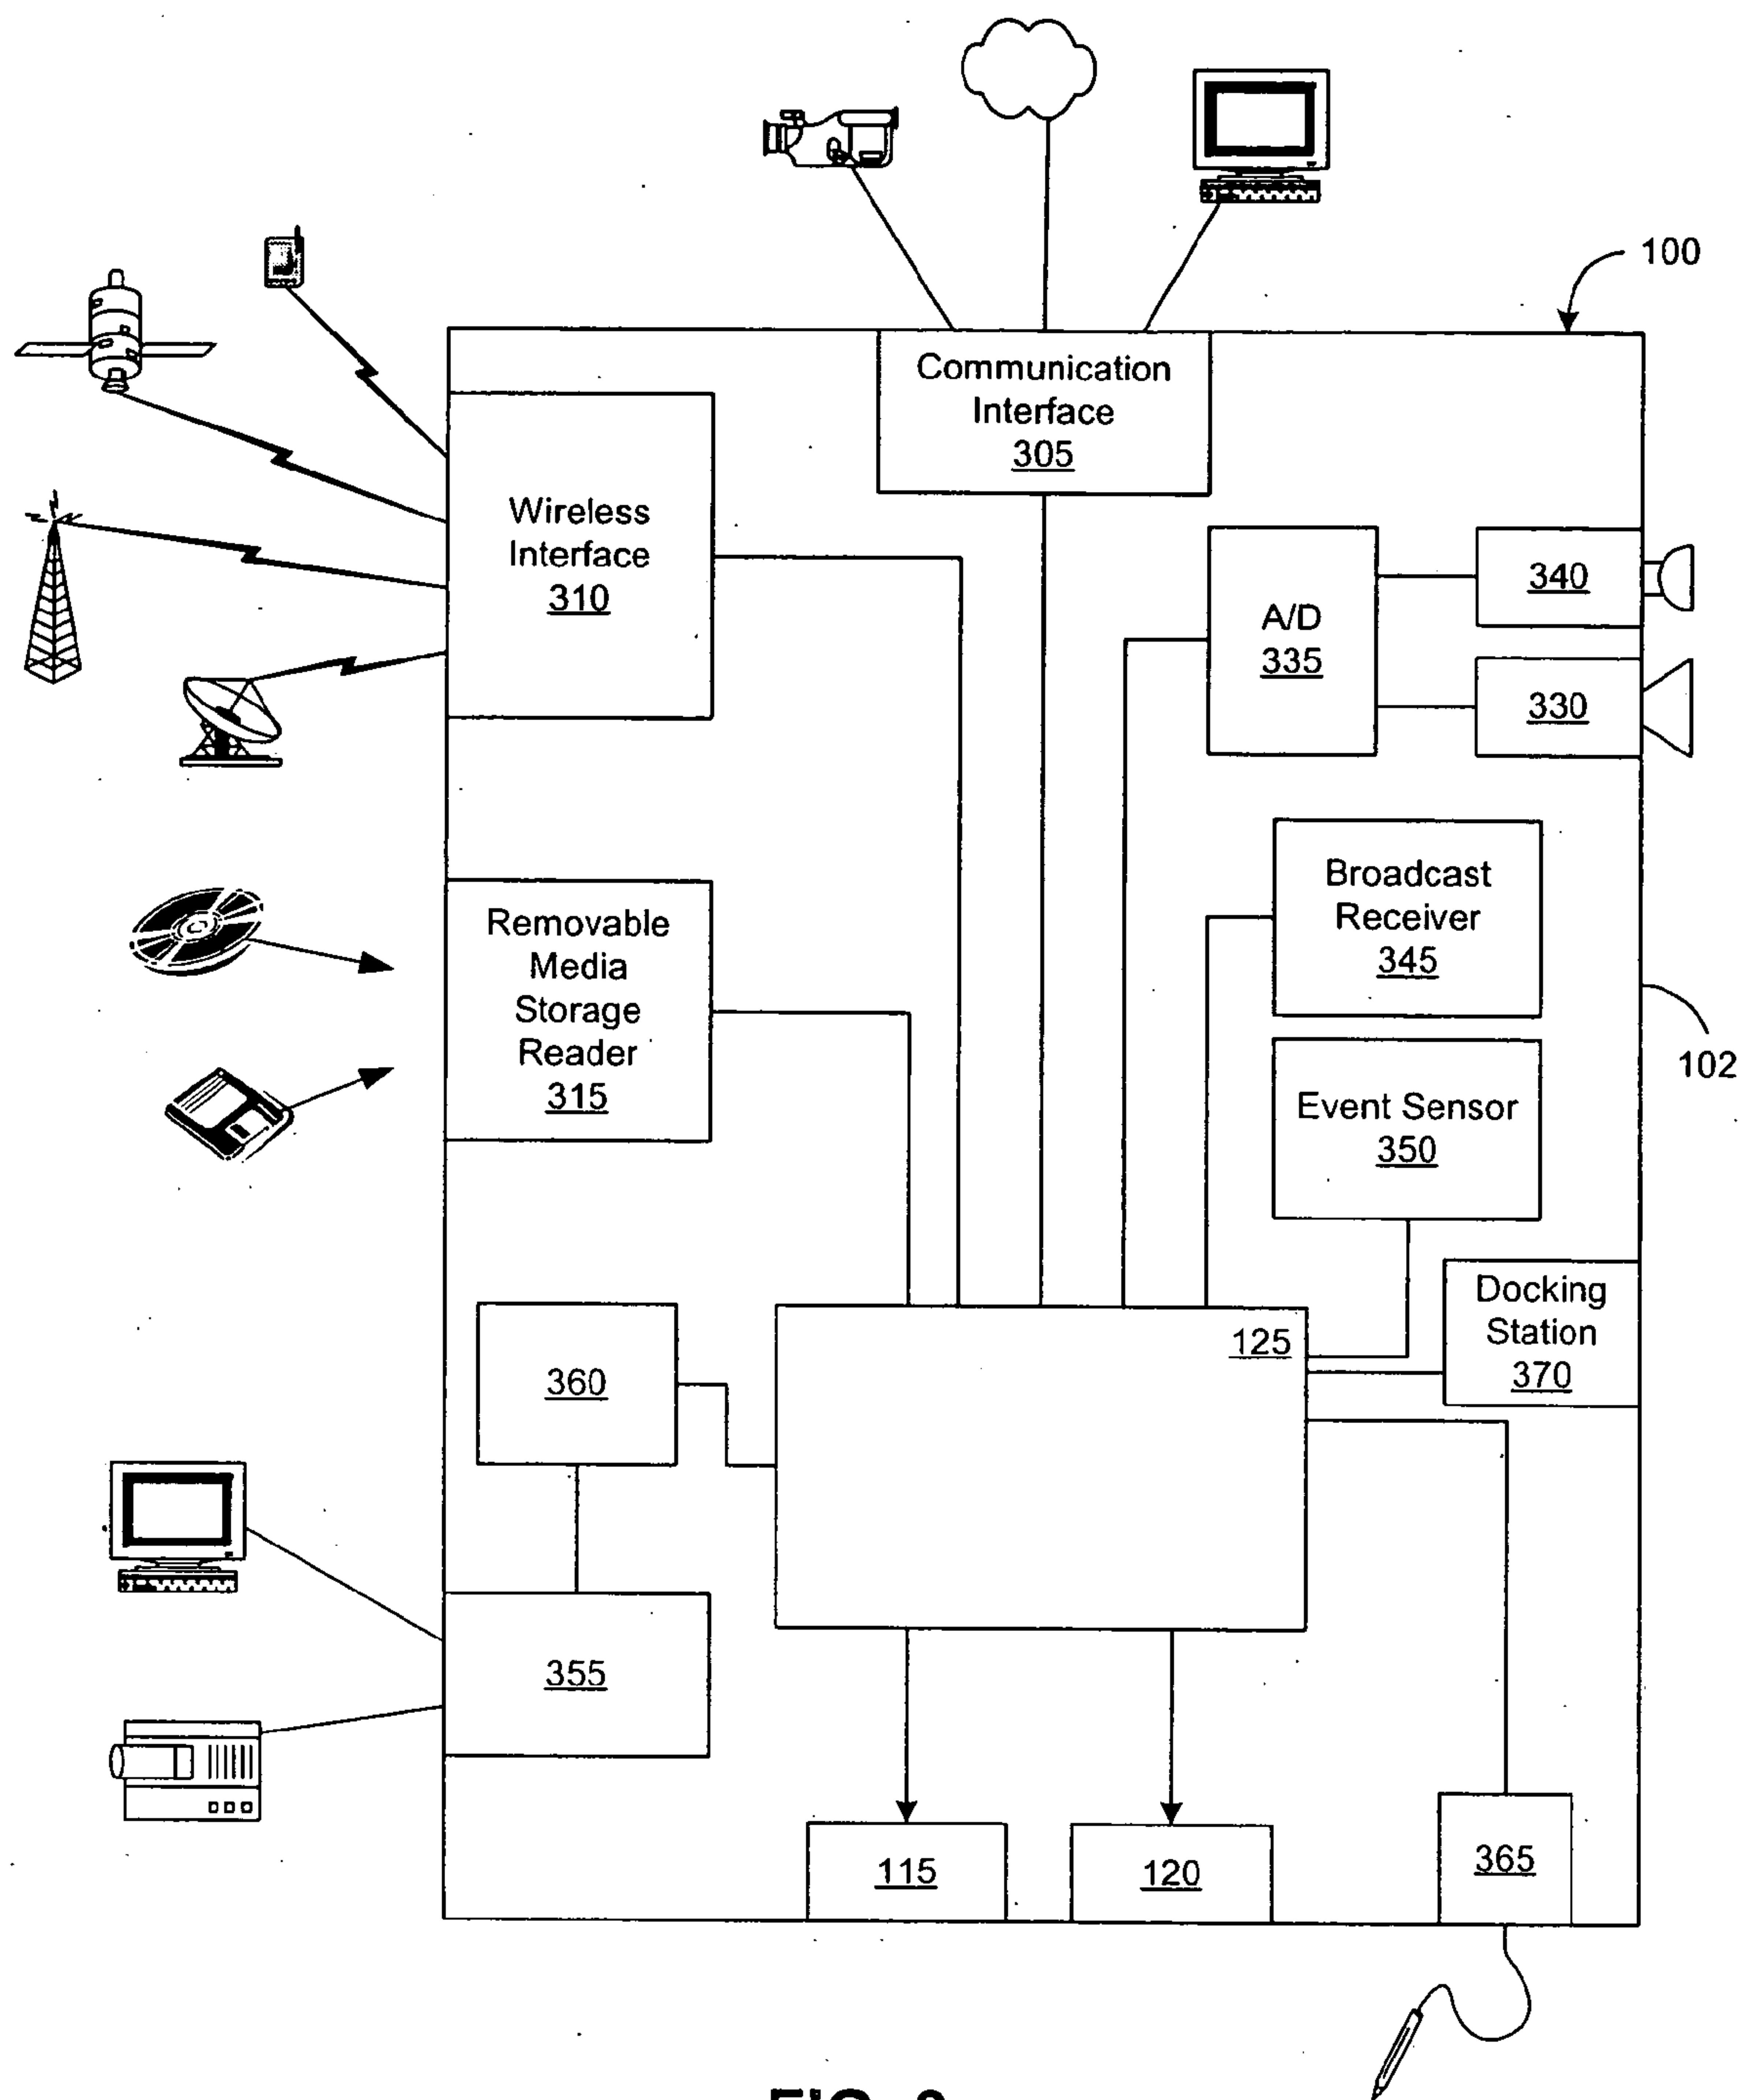 100
Communication
Interface
305
Wireless
Interface
310
340
A/D
335
330
Broadcast
Receiver
345
Removable
Media
Storage
Reader
315
102
Event Sensor
350
Docking
Station
370
125
360
355
115
120
365
FIG.